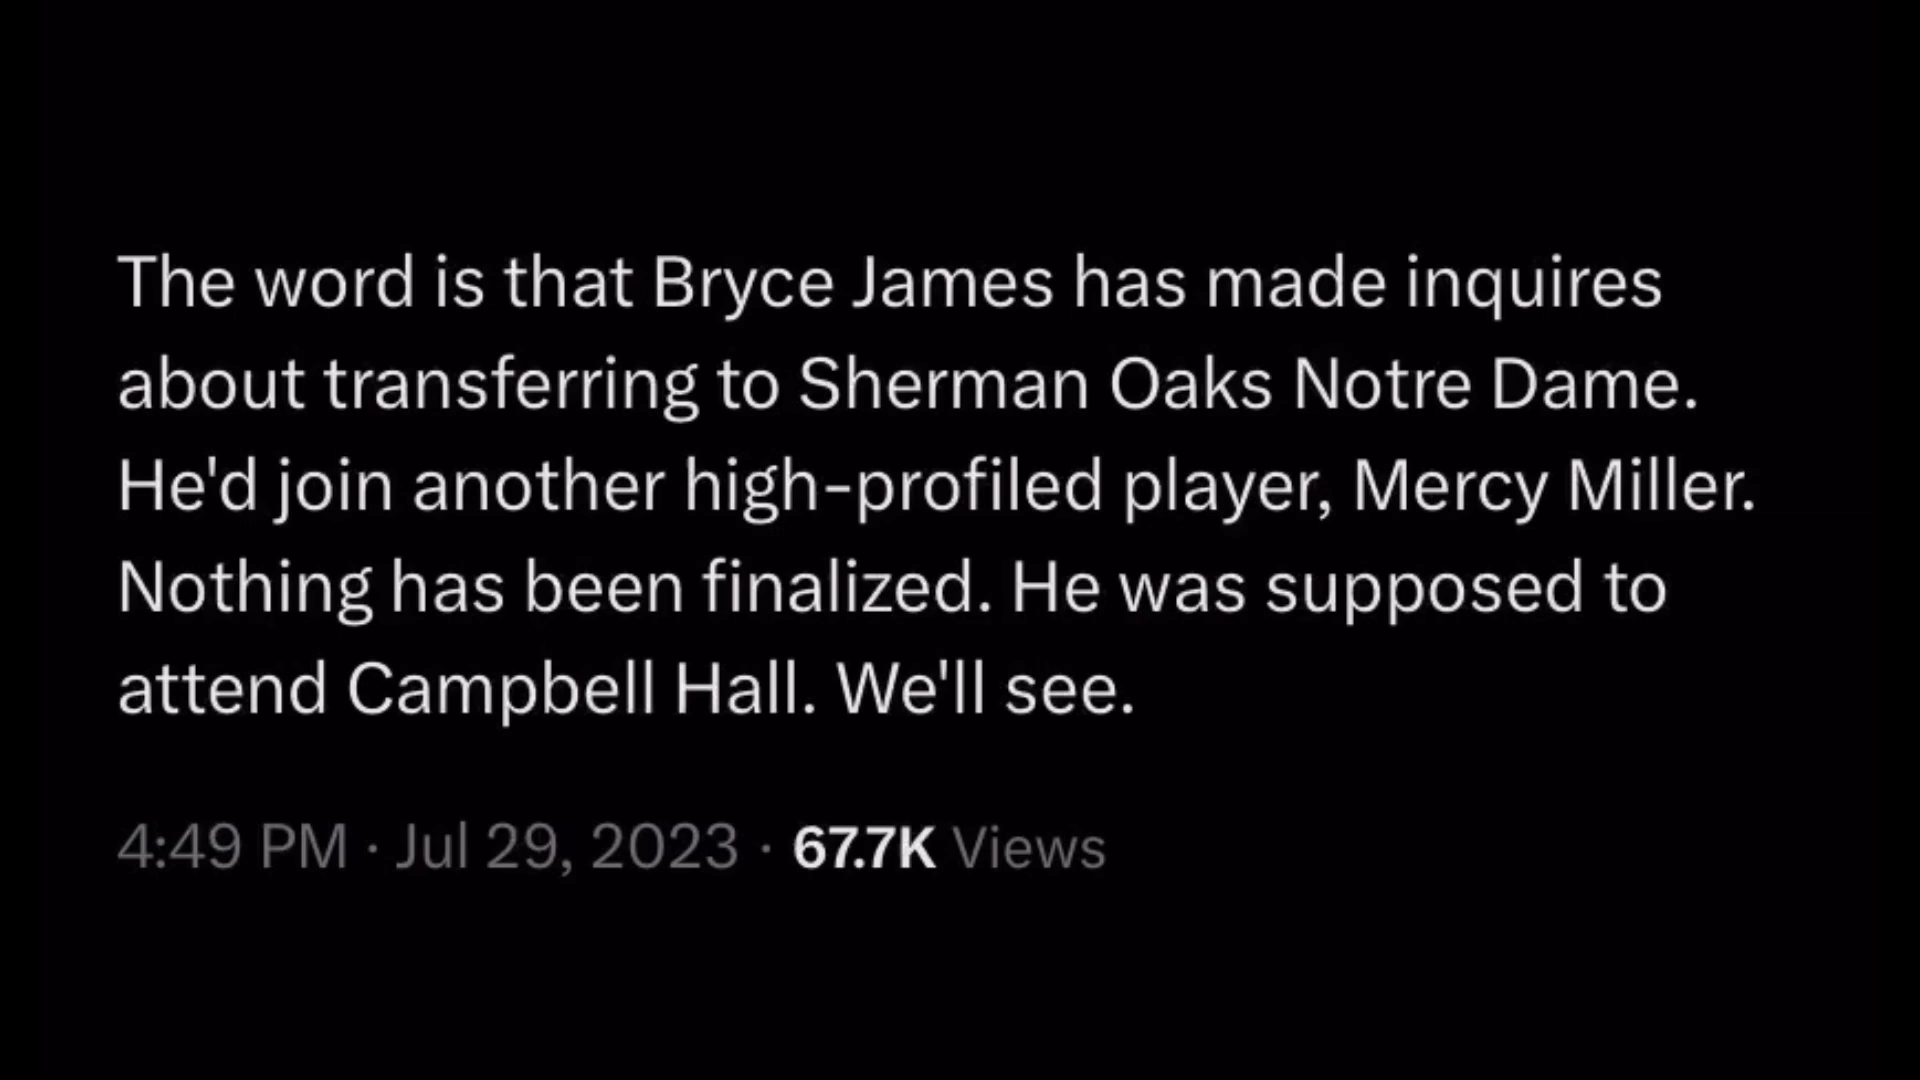 The word is that Bryce James has made inquires
about transferring to Sherman Oaks Notre Dame.
He'd join another high-profiled player, Mercy Miller.
Nothing has been finalized. He was supposed to
attend Campbell Hall. We'll see.
4:49 PM · Jul 29, 2023 · 67.7K Views